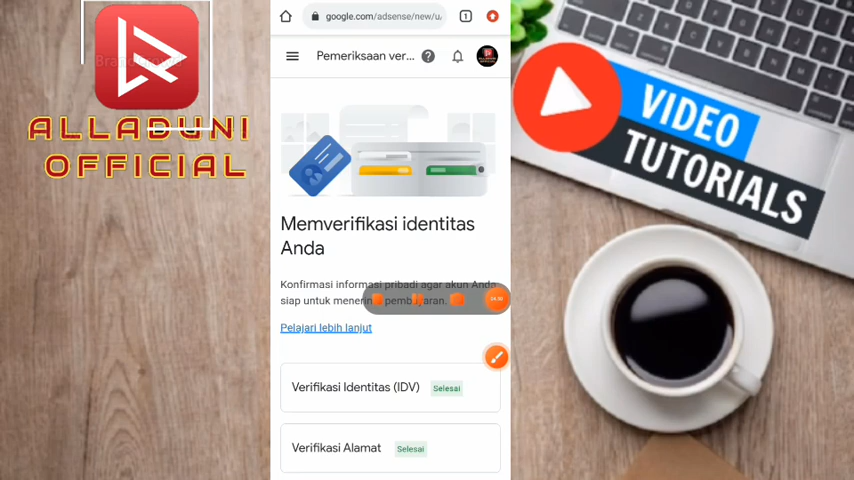 ALLADUNI
OFFICIAL
google.com/adsense/new/u/
1
Pemeriksaan ver...
Memverifikasi identitas
Anda
Konfirmasi informasi pribadi agar akun Anda
siap untuk menerima pembayaran.
Pelajari lebih lanjut
Verifikasi Identitas (IDV) Selesai
Verifikasi Alamat Selesai
VIDEO
TUTORIALS